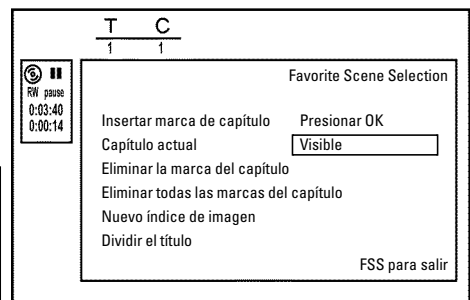 T C
1 1
RW pause
0:03:40
0:00:14
Favorite Scene Selection
Insertar marca de capítulo Presionar OK
Capítulo actual Visible
Eliminar la marca del capítulo
Eliminar todas las marcas del capítulo
Nuevo índice de imagen
Dividir el título
FSS para salir